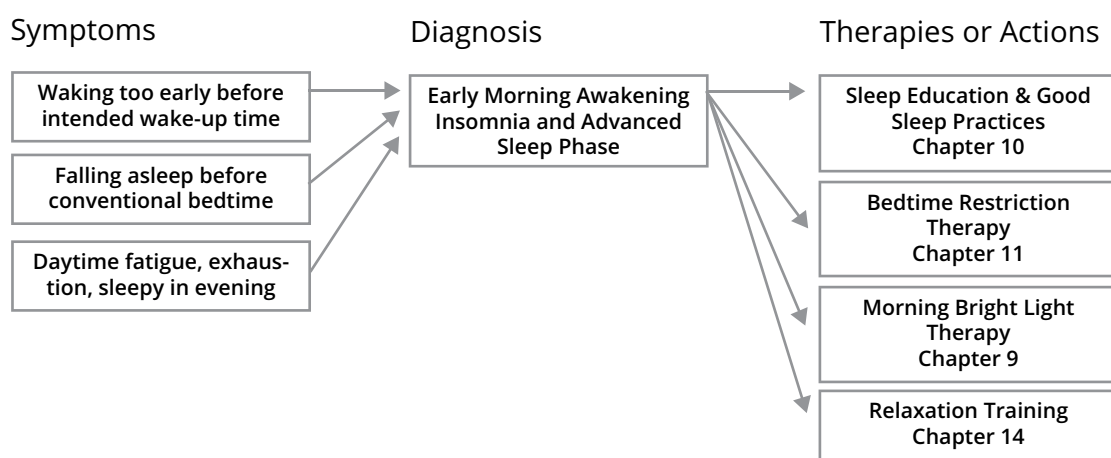 Symptoms
Diagnosis
Therapies or Actions
Waking too early before
intended wake-up time
Falling asleep before
conventional bedtime
Daytime fatigue, exhaus-
tion, sleepy in evening
Early Morning Awakening
Insomnia and Advanced
Sleep Phase
Sleep Education & Good
Sleep Practices
Chapter 10
Bedtime Restriction
Therapy
Chapter 11
Morning Bright Light
Therapy
Chapter 9
Relaxation Training
Chapter 14